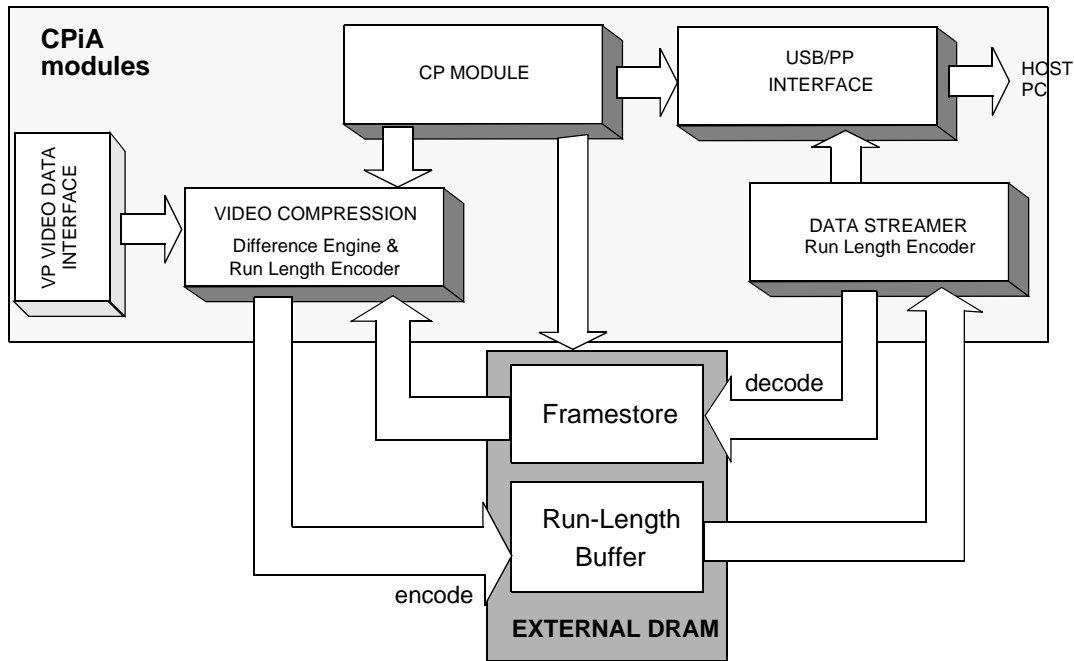 CPiA
modules
CP MODULE
USB/PP
INTERFACE
HOST
PC
VP VIDEO DATA
INTERFACE
VIDEO COMPRESSION
Difference Engine &
Run Length Encoder
DATA STREAMER
Run Length Encoder
decode
Framestore
Run-Length
Buffer
encode
EXTERNAL DRAM